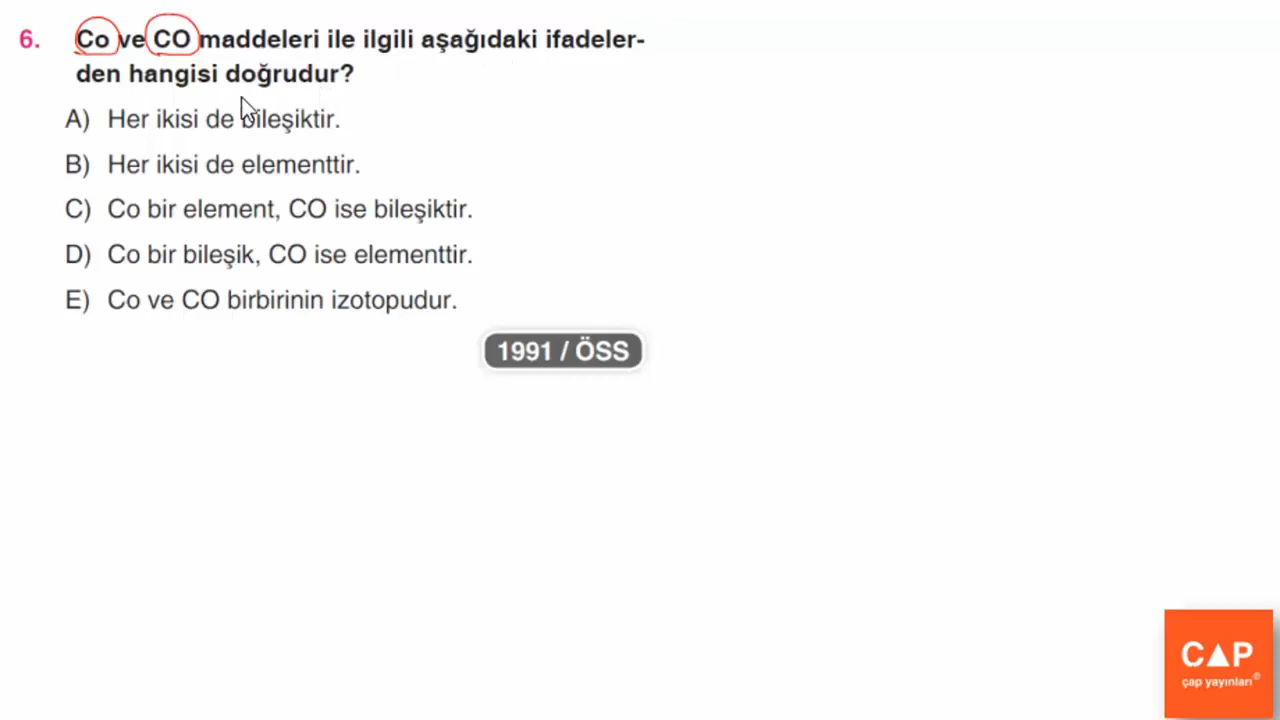 6. Co ve CO maddeleri ile ilgili aşağıdaki ifadeler-
den hangisi doğrudur?
A) Her ikisi de bileşiktir.
B) Her ikisi de elementtir.
C) Co bir element, CO ise bileşiktir.
D) Co bir bileşik, CO ise elementtir.
E) Co ve CO birbirinin izotopudur.
1991 / ÖSS
ÇAP
çap yayınları®